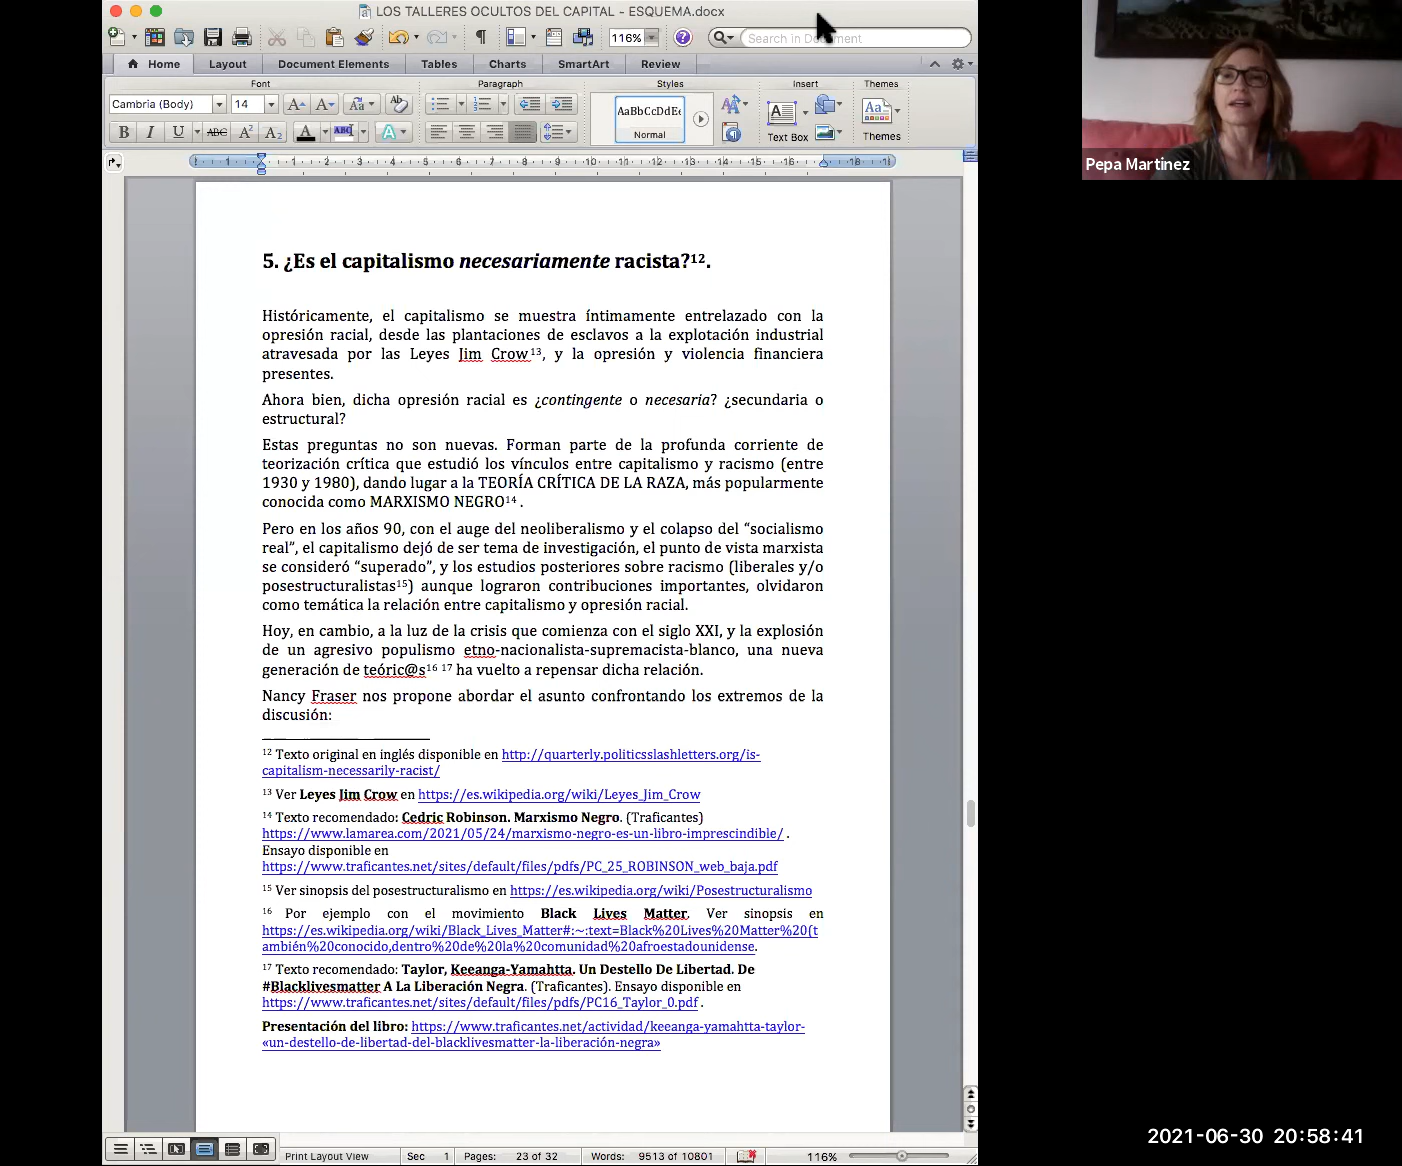 LOS TALLERES OCULTOS DEL CAPITAL - ESQUEMA.docx
116%
Search in Document
Home Layout Document Elements Tables Charts SmartArt Review
Font Paragraph Styles Insert Themes
Cambria (Body) 14
AaBbCcDdEe
Normal
Text Box
Themes
Pepa Martinez
5. ¿Es el capitalismo necesariamente racista?¹².
Históricamente, el capitalismo se muestra íntimamente entrelazado con la
opresión racial, desde las plantaciones de esclavos a la explotación industrial
atravesada por las Leyes Jim Crow¹³, y la opresión y violencia financiera
presentes.
Ahora bien, dicha opresión racial es ¿contingente o necesaria? ¿secundaria o
estructural?
Estas preguntas no son nuevas. Forman parte de la profunda corriente de
teorización crítica que estudió los vínculos entre capitalismo y racismo (entre
1930 y 1980), dando lugar a la TEORÍA CRÍTICA DE LA RAZA, más popularmente
conocida como MARXISMO NEGRO¹⁴ .
Pero en los años 90, con el auge del neoliberalismo y el colapso del “socialismo
real”, el capitalismo dejó de ser tema de investigación, el punto de vista marxista
se consideró “superado”, y los estudios posteriores sobre racismo (liberales y/o
posestructuralistas¹⁵) aunque lograron contribuciones importantes, olvidaron
como temática la relación entre capitalismo y opresión racial.
Hoy, en cambio, a la luz de la crisis que comienza con el siglo XXI, y la explosión
de un agresivo populismo etno-nacionalista-supremacista-blanco, una nueva
generación de teóric@s¹⁶ ¹⁷ ha vuelto a repensar dicha relación.
Nancy Fraser nos propone abordar el asunto confrontando los extremos de la
discusión:
¹² Texto original en inglés disponible en http://quarterly.politicsslashletters.org/is-
capitalism-necessarily-racist/
¹³ Ver Leyes Jim Crow en https://es.wikipedia.org/wiki/Leyes_Jim_Crow
¹⁴ Texto recomendado: Cedric Robinson. Marxismo Negro. (Traficantes)
https://www.lamarea.com/2021/05/24/marxismo-negro-es-un-libro-imprescindible/ .
Ensayo disponible en
https://www.traficantes.net/sites/default/files/pdfs/PC_25_ROBINSON_web_baja.pdf
¹⁵ Ver sinopsis del posestructuralismo en https://es.wikipedia.org/wiki/Posestructuralismo
¹⁶ Por ejemplo con el movimiento Black Lives Matter. Ver sinopsis en
https://es.wikipedia.org/wiki/Black_Lives_Matter#:~:text=Black%20Lives%20Matter%20(t
ambién%20conocido,dentro%20de%20la%20comunidad%20afroestadounidense.
¹⁷ Texto recomendado: Taylor, Keeanga-Yamahtta. Un Destello De Libertad. De
#Blacklivesmatter A La Liberación Negra. (Traficantes). Ensayo disponible en
https://www.traficantes.net/sites/default/files/pdfs/PC16_Taylor_0.pdf .
Presentación del libro: https://www.traficantes.net/actividad/keeanga-yamahtta-taylor-
«un-destello-de-libertad-del-blacklivesmatter-la-liberación-negra»
Print Layout View Sec 1 Pages: 23 of 32 Words: 9513 of 10801 116%
2021-06-30 20:58:41